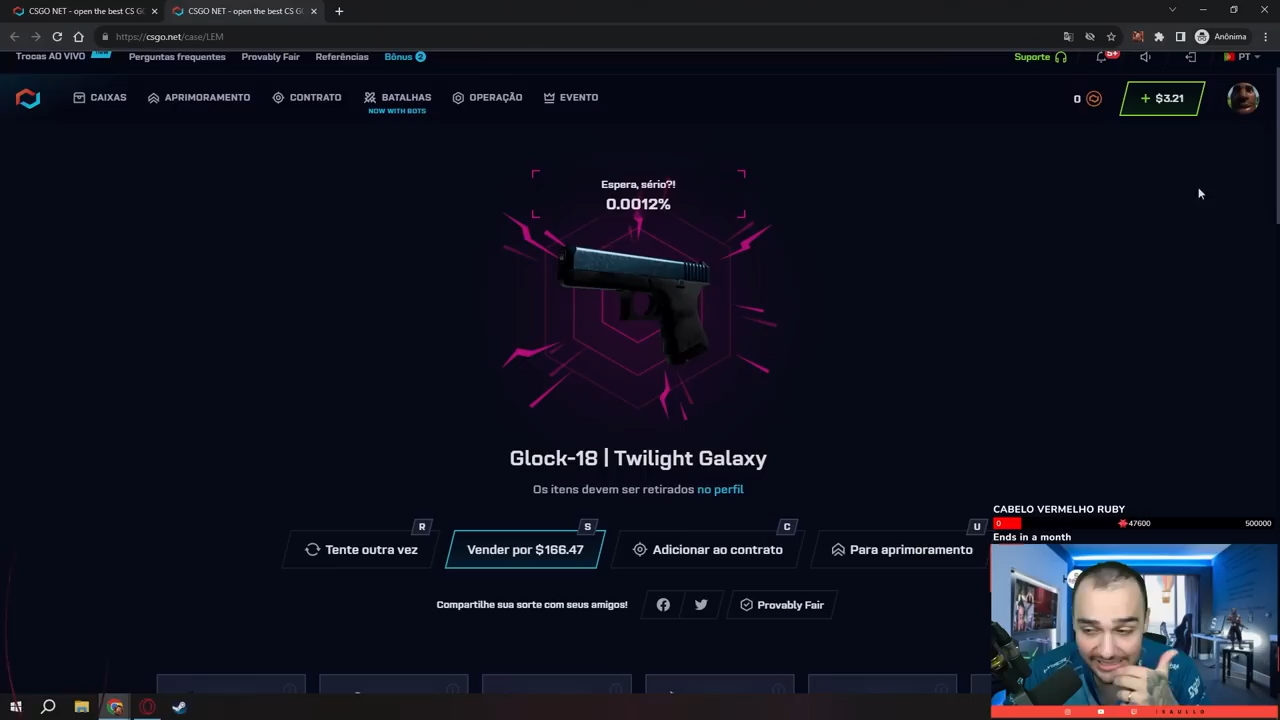 CSGO NET - open the best CS G
CSGO NET - open the best CS G
https://csgo.net/case/LEM
Anônima
Trocas AO VIVO
Perguntas frequentes
Provably Fair
Referências
Bônus 2
Suporte
5+
PT
CAIXAS
APRIMORAMENTO
CONTRATO
BATALHAS
NOW WITH BOTS
OPERAÇÃO
EVENTO
0
+ $3.21
Espera, sério?!
0.0012%
Glock-18 | Twilight Galaxy
Os itens devem ser retirados no perfil
R
S
C
U
Tente outra vez
Vender por $166.47
Adicionar ao contrato
Para aprimoramento
Compartilhe sua sorte com seus amigos!
Provably Fair
CABELO VERMELHO RUBY
0
47600
500000
Ends in a month